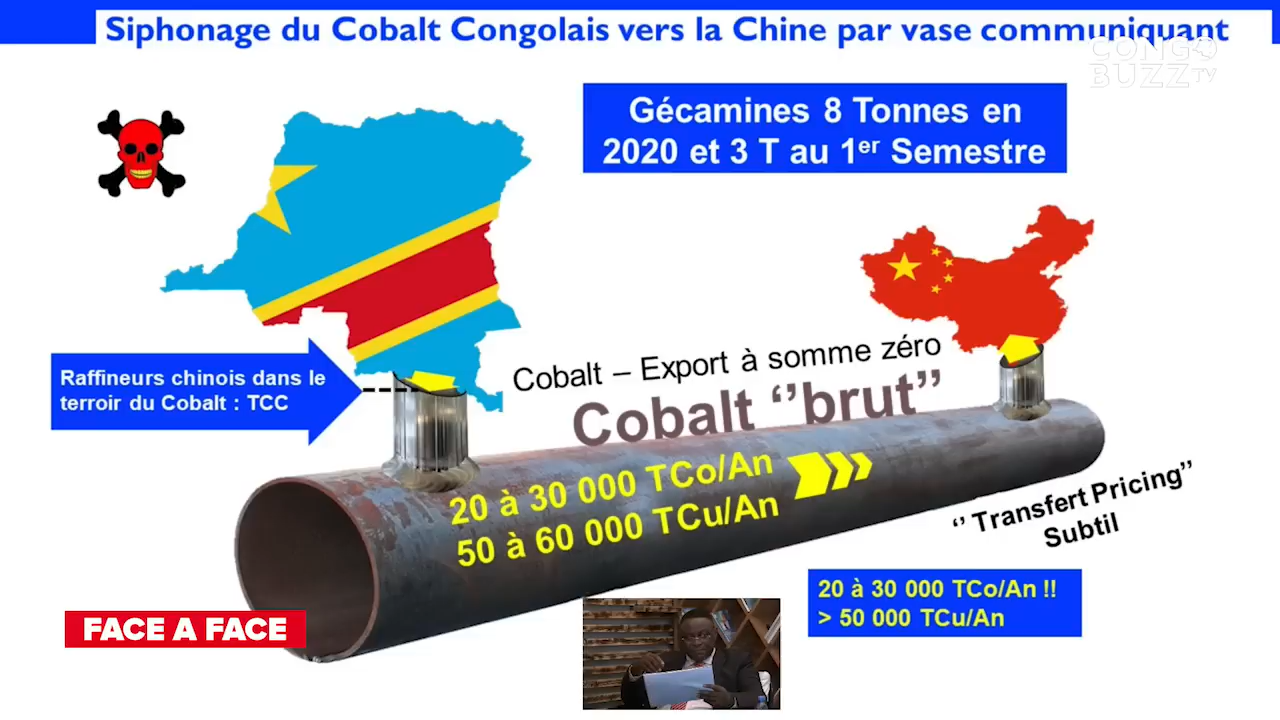 Siphonage du Cobalt Congolais vers la Chine par vase communiquant
CONGO
BUZZ TV
Gécamines 8 Tonnes en
2020 et 3 T au 1er Semestre
Raffineurs chinois dans le
terroir du Cobalt : TCC
Cobalt – Export à somme zéro
Cobalt ‘’brut’’
20 à 30 000 TCo/An
50 à 60 000 TCu/An
‘’ Transfert Pricing’’
Subtil
20 à 30 000 TCo/An !!
> 50 000 TCu/An
FACE A FACE